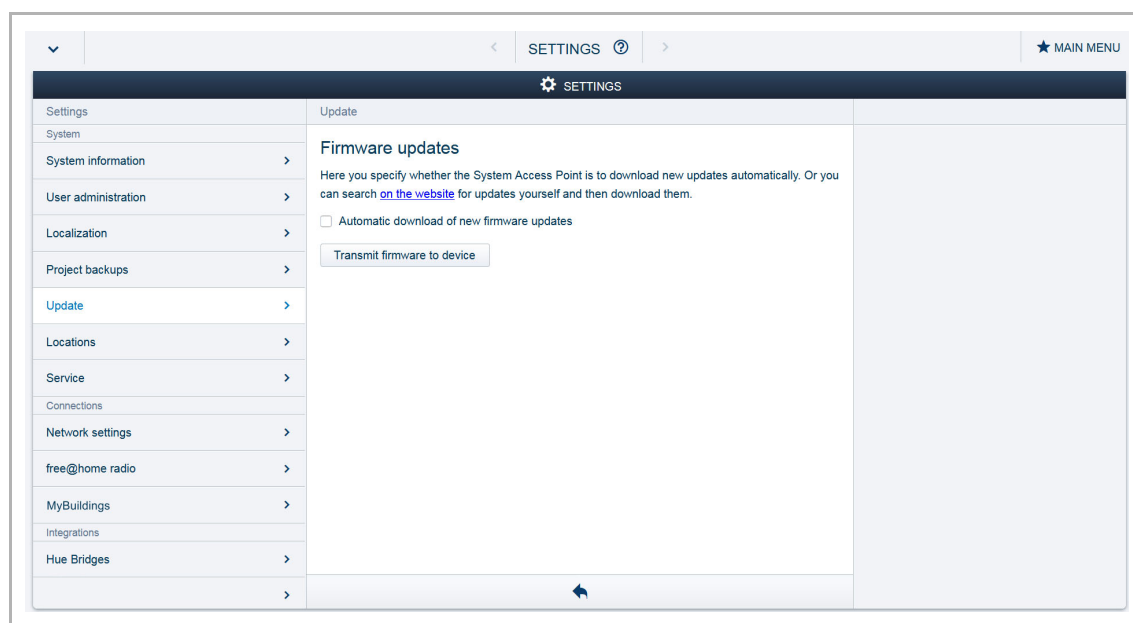 SETTINGS ?
MAIN MENU
SETTINGS
Settings
Update
System
System information
User administration
Localization
Project backups
Update
Locations
Service
Connections
Network settings
free@home radio
MyBuildings
Integrations
Hue Bridges
Firmware updates
Here you specify whether the System Access Point is to download new updates automatically. Or you
can search on the website for updates yourself and then download them.
Automatic download of new firmware updates
Transmit firmware to device